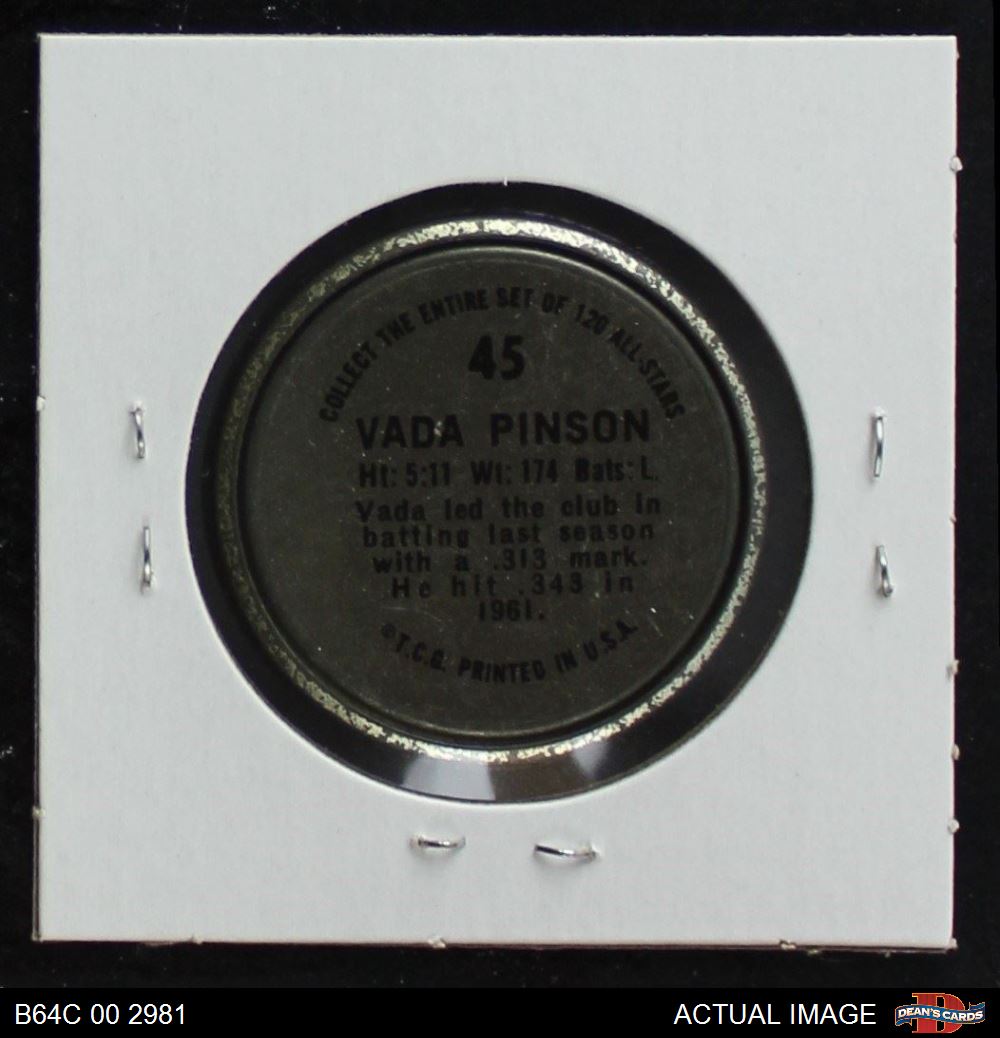 COLLECT THE ENTIRE SET OF 120 ALL-STARS
45
VADA PINSON
Ht: 5:11 Wt: 174 Bats: L.
Vada led the club in
batting last season
with a .313 mark.
He hit .343 in
1961.
©T.C.G. PRINTED IN U.S.A.
B64C 00 2981
ACTUAL IMAGE
D
DEAN'S CARDS